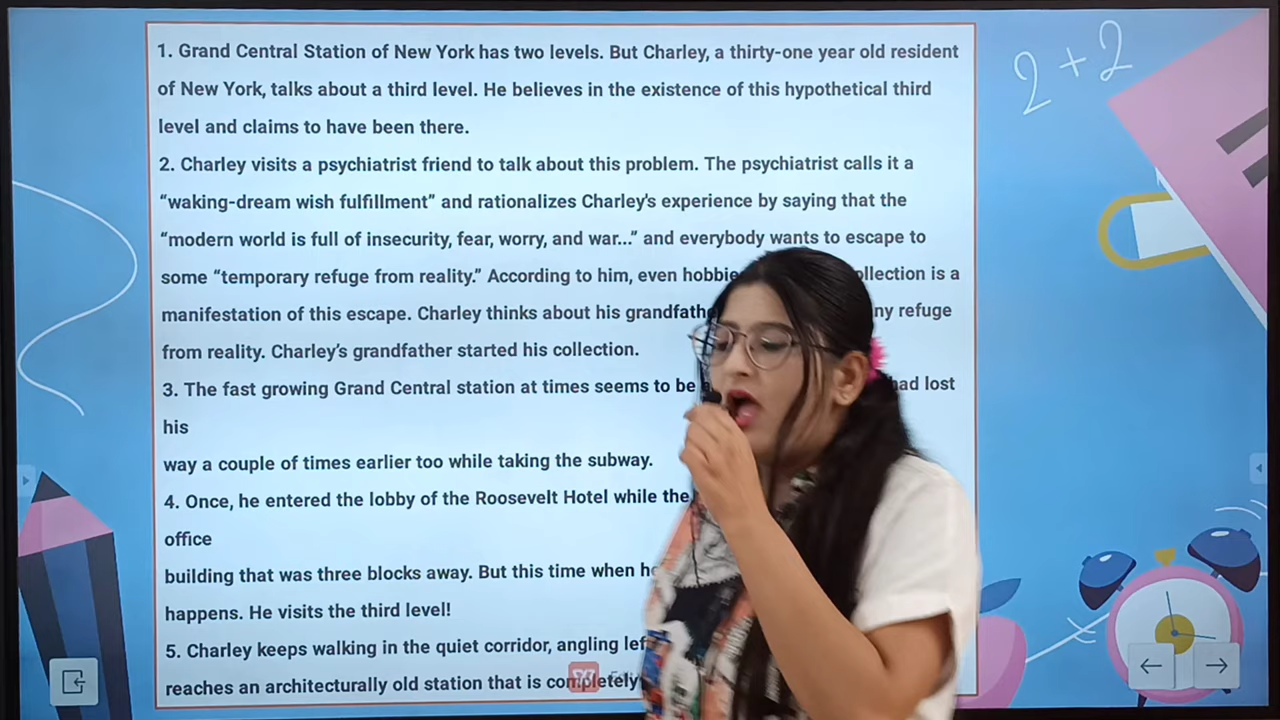 1. Grand Central Station of New York has two levels. But Charley, a thirty-one year old resident
of New York, talks about a third level. He believes in the existence of this hypothetical third
level and claims to have been there.
2. Charley visits a psychiatrist friend to talk about this problem. The psychiatrist calls it a
“waking-dream wish fulfillment” and rationalizes Charley's experience by saying that the
“modern world is full of insecurity, fear, worry, and war...” and everybody wants to escape to
some “temporary refuge from reality.” According to him, even is a
manifestation of this escape. Charley thinks about his refuge
from reality. Charley’s grandfather started his collection.
3. The fast growing Grand Central station at times seems to be had lost
his
way a couple of times earlier too while taking the subway.
4. Once, he entered the lobby of the Roosevelt Hotel while the
office
building that was three blocks away. But this time when
happens. He visits the third level!
5. Charley keeps walking in the quiet corridor, angling
reaches an architecturally old station that is completely
2 + 2